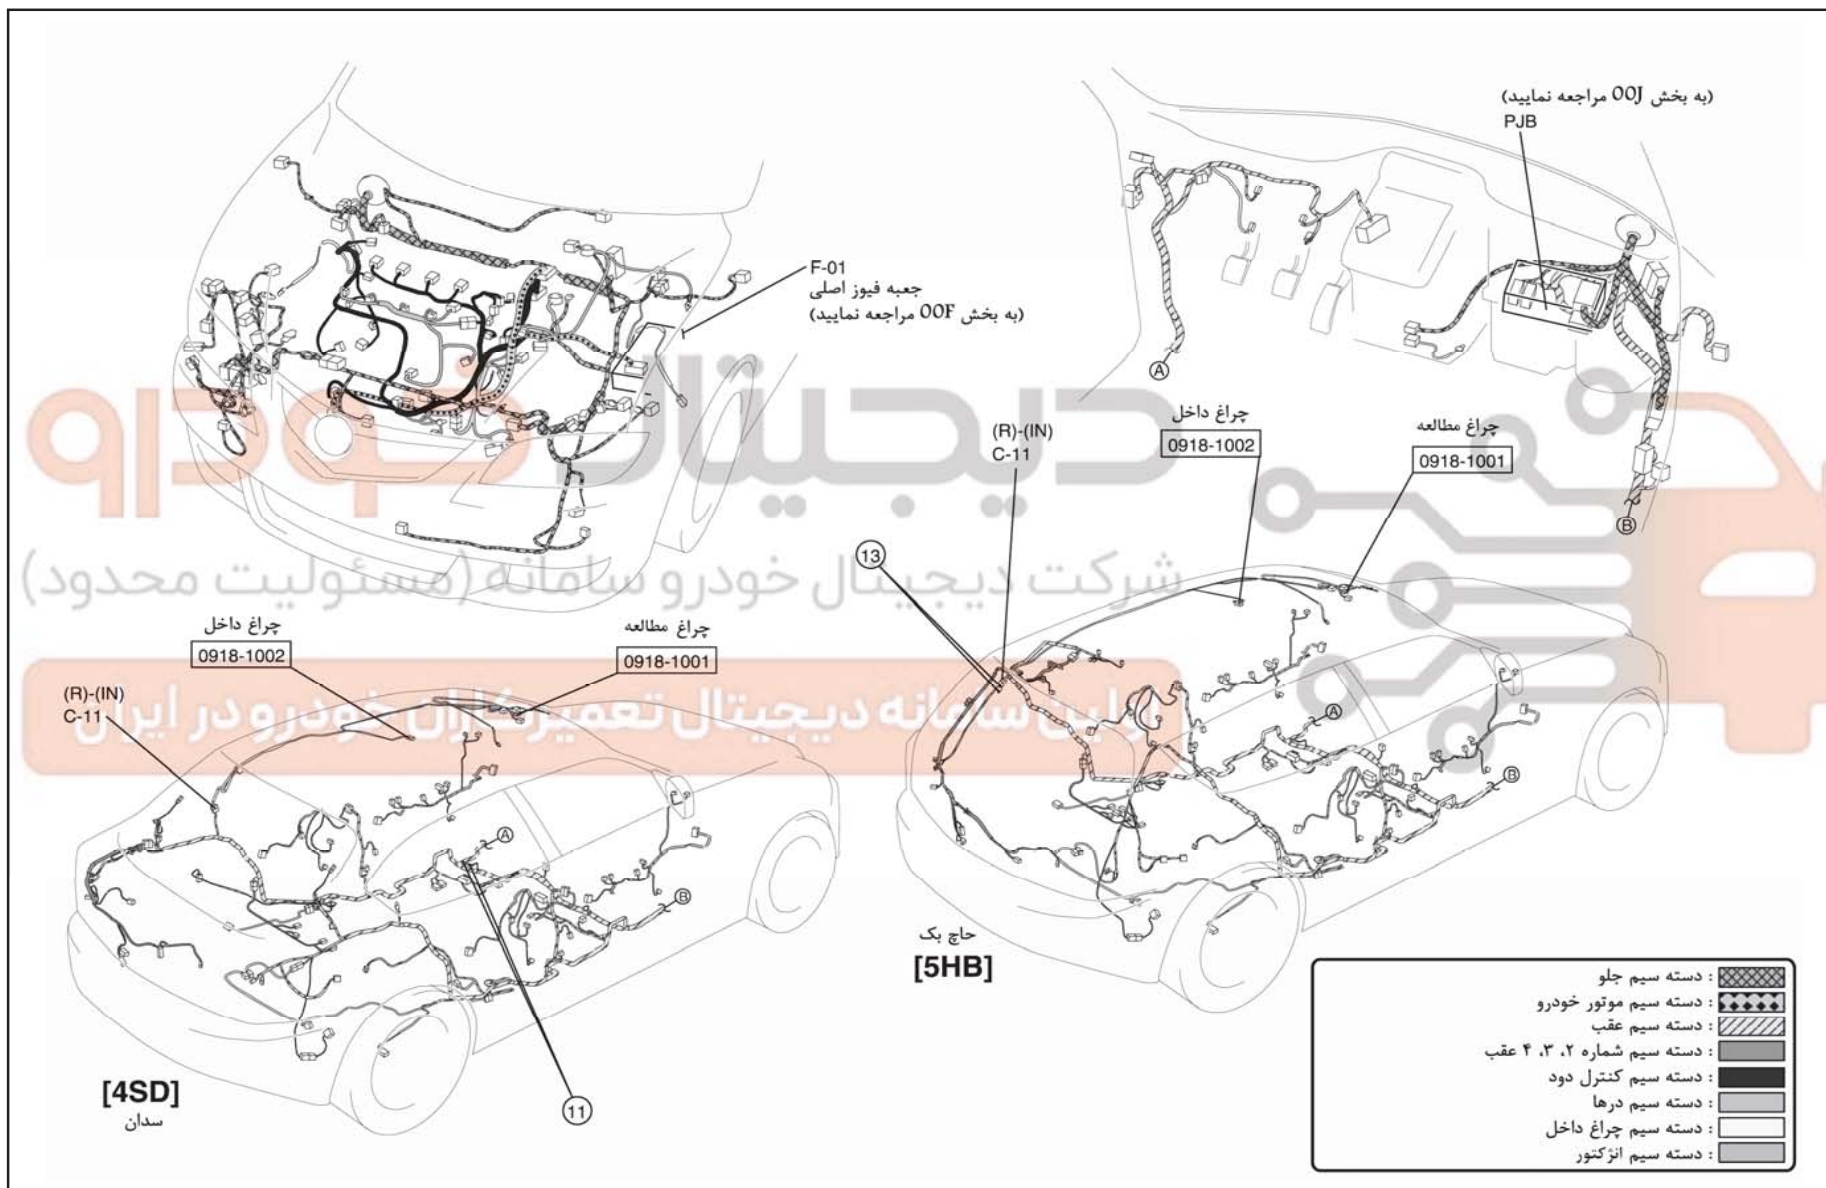 (به بخش 00J مراجعه نمایید)
PJB
F-01
جعبه فیوز اصلی
(به بخش 00F مراجعه نمایید)
A
B
دیجیتال خودرو
شرکت دیجیتال خودرو سامانه (مسئولیت محدود)
اولین سامانه دیجیتال تعمیرکاران خودرو در ایران
(R)-(IN)
C-11
چراغ داخل
0918-1002
چراغ مطالعه
0918-1001
13
A
B
حاچ بک
[5HB]
چراغ داخل
0918-1002
چراغ مطالعه
0918-1001
(R)-(IN)
C-11
A
B
11
[4SD]
سدان
: دسته سیم جلو
: دسته سیم موتور خودرو
: دسته سیم عقب
: دسته سیم شماره ۲، ۳، ۴ عقب
: دسته سیم کنترل دود
: دسته سیم درها
: دسته سیم چراغ داخل
: دسته سیم انژکتور